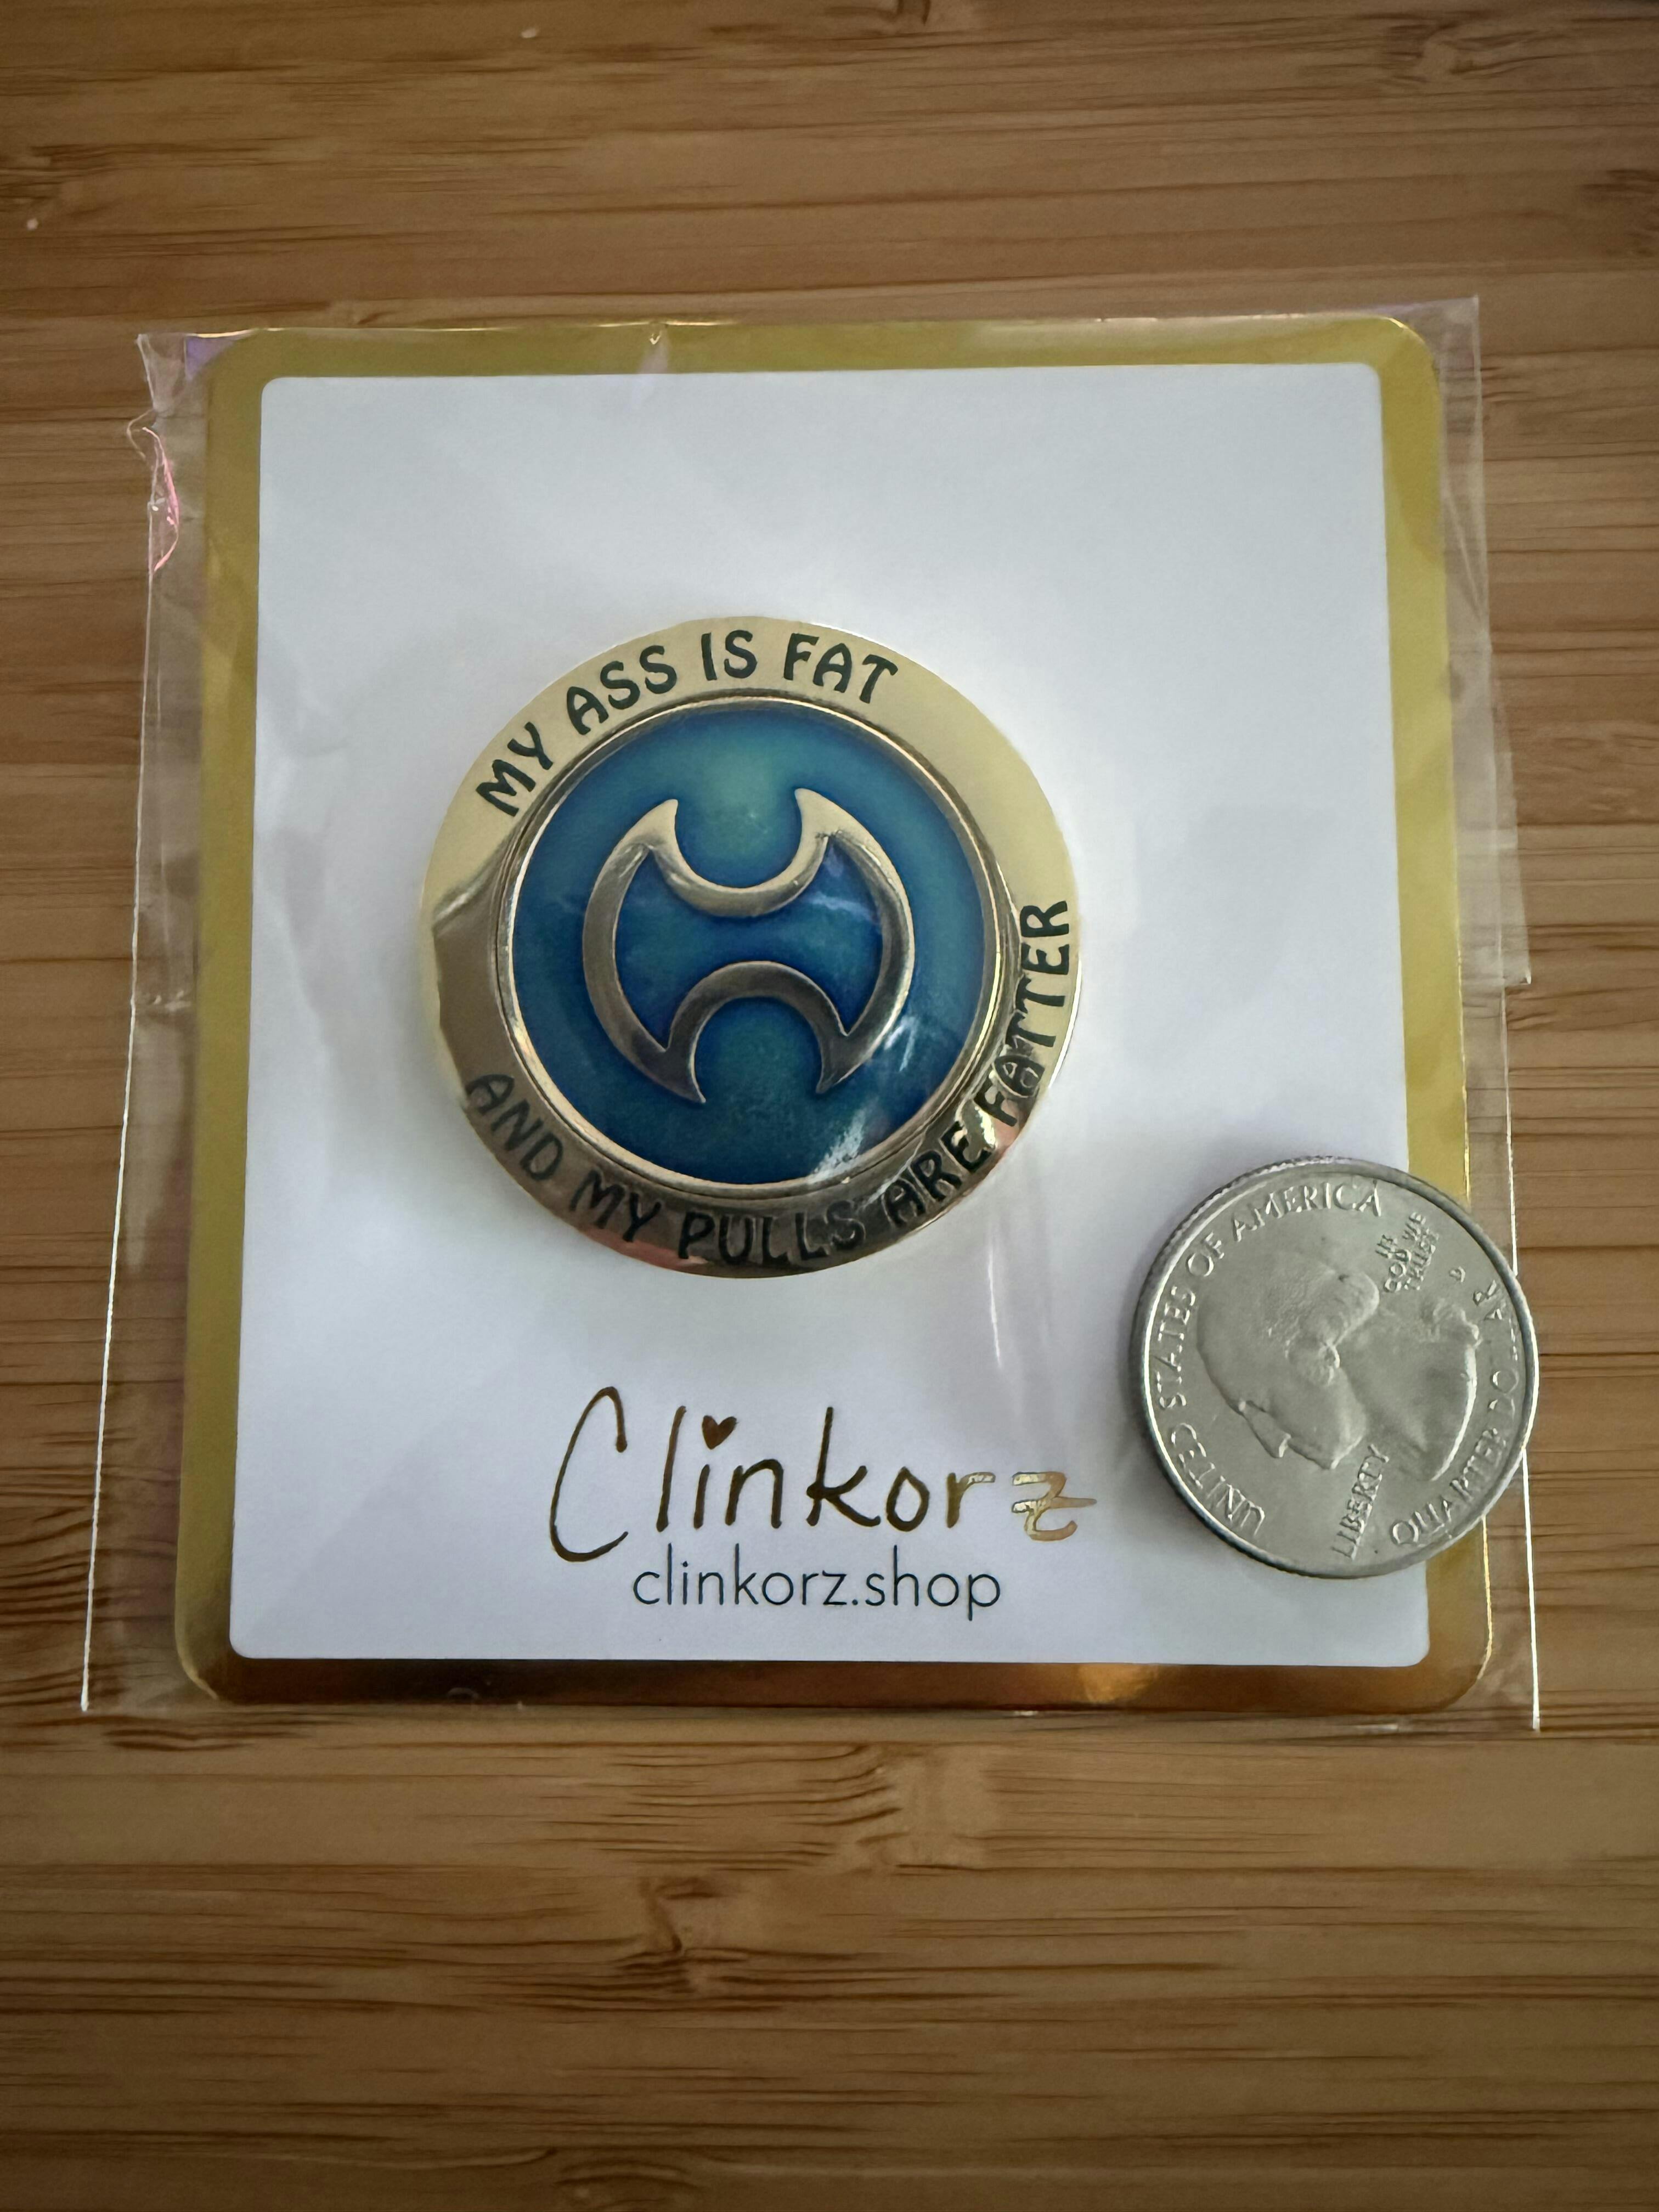 MY ASS IS FAT
AND MY PULLS ARE FATTER
Clinkorz
clinkorz.shop
UNITED STATES OF AMERICA
IN
GOD WE
TRUST
D
LIBERTY
QUARTER DOLLAR